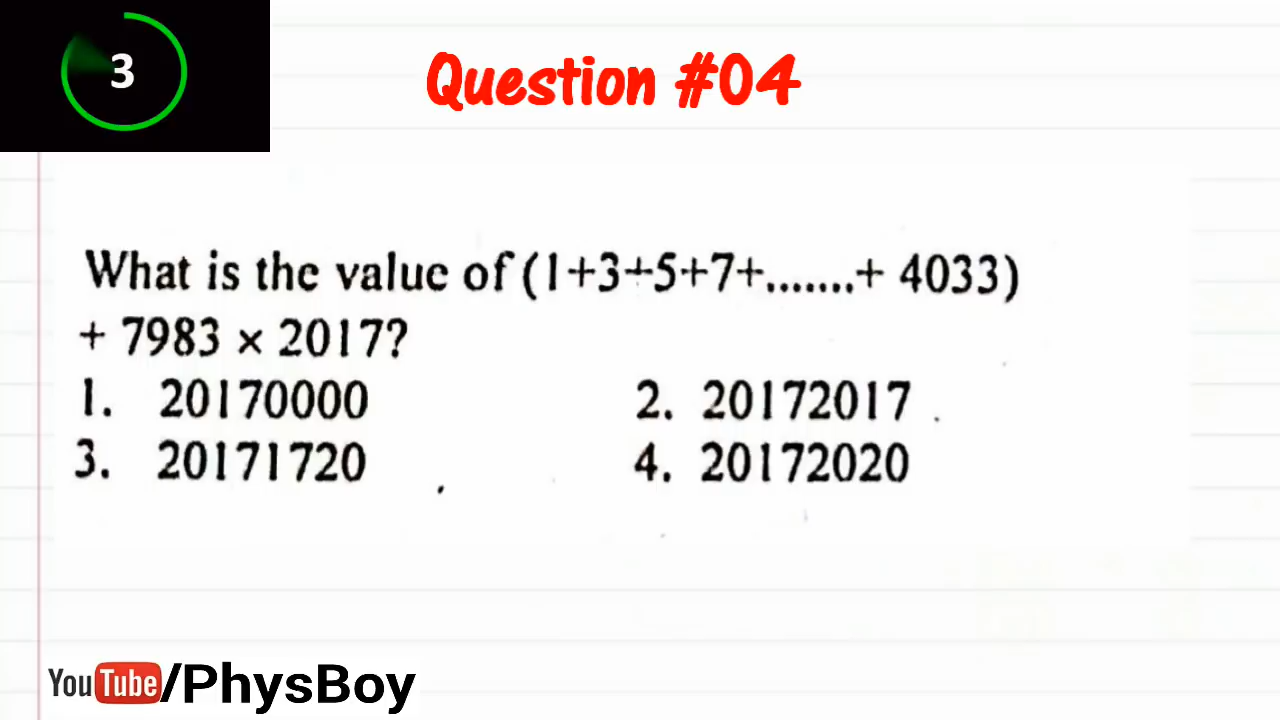 3
Question #04
What is the value of (1+3+5+7+.......+ 4033)
+ 7983 × 2017?
1. 20170000 2. 20172017
3. 20171720 4. 20172020
YouTube/PhysBoy